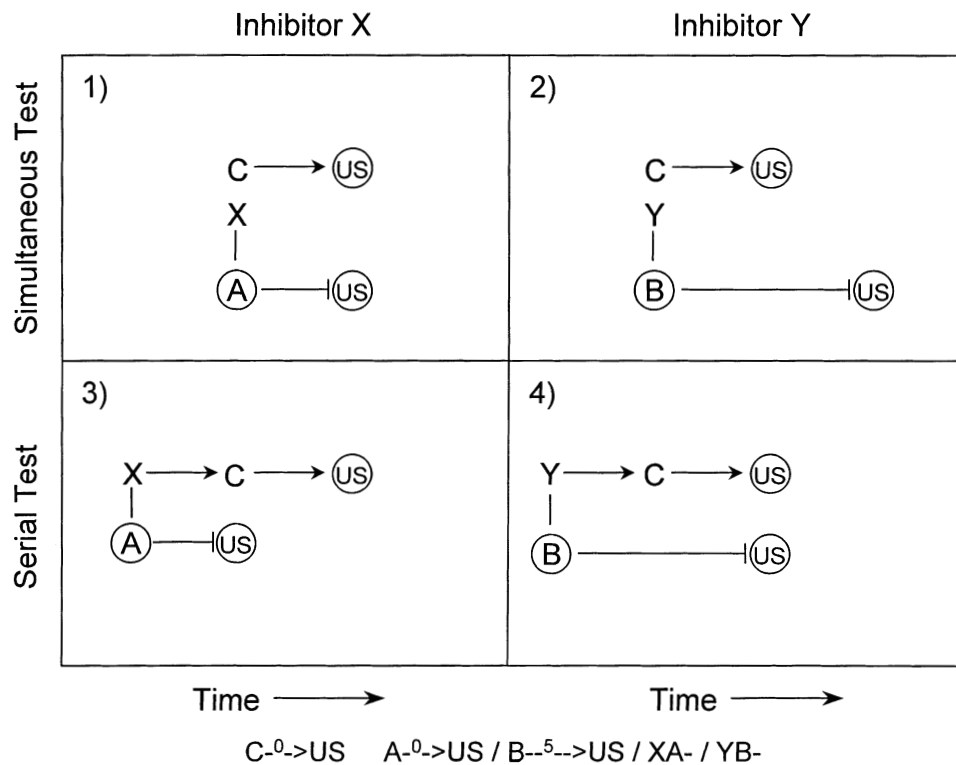 Inhibitor X Inhibitor Y
Simultaneous Test
1) 2)
C US C US
X Y
A US B US
Serial Test
3) 4)
X C US Y C US
A US B US
Time Time
C-⁰->US A-⁰->US / B--⁵-->US / XA- / YB-